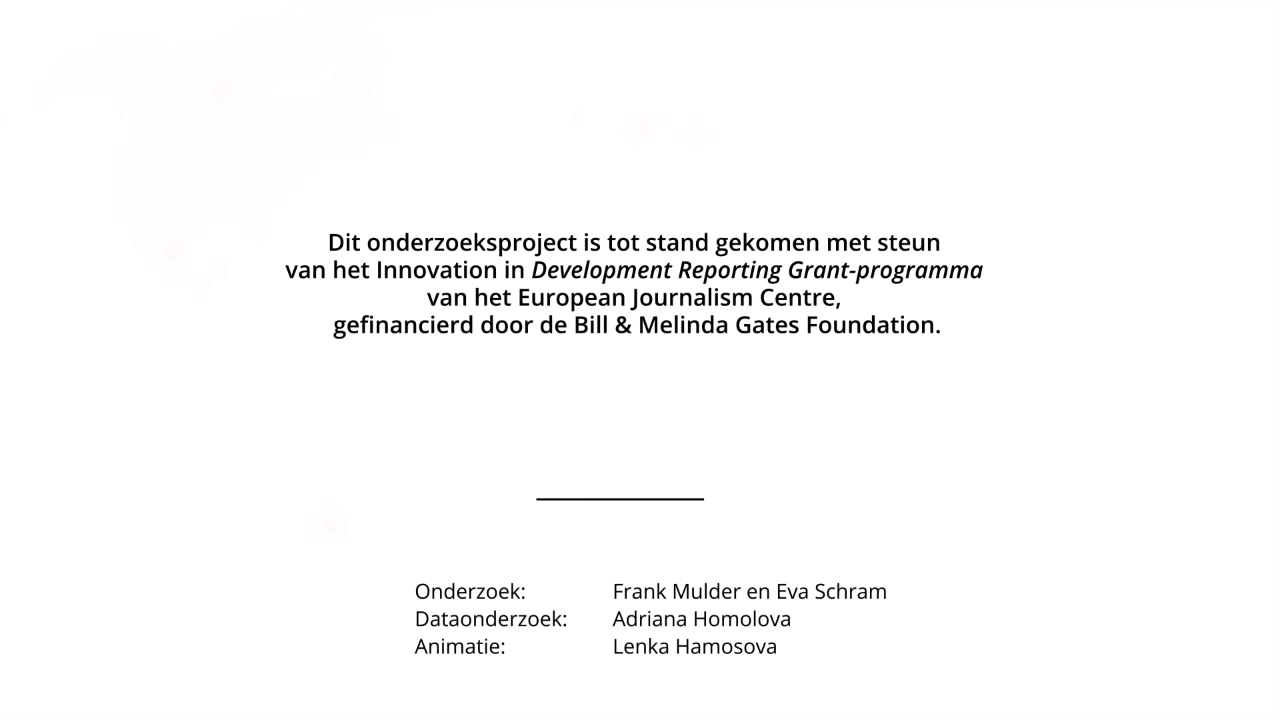 Dit onderzoeksproject is tot stand gekomen met steun
van het Innovation in Development Reporting Grant-programma
van het European Journalism Centre,
gefinancierd door de Bill & Melinda Gates Foundation.
Onderzoek: Frank Mulder en Eva Schram
Dataonderzoek: Adriana Homolova
Animatie: Lenka Hamosova